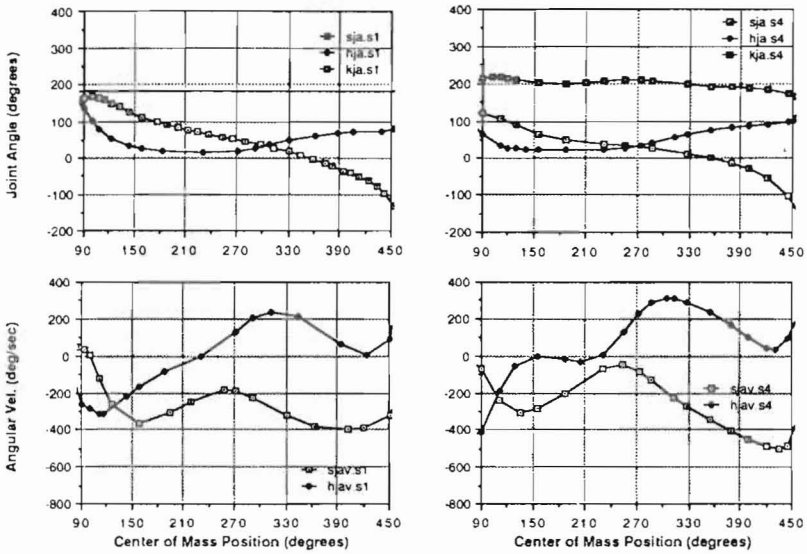 400
300
200
100
0
-100
-200
Joint Angle (degrees)
sja.s1
hja.s1
kja.s1
90 150 210 270 330 390 450
400
300
200
100
0
-100
-200
sja.s4
hja.s4
kja.s4
90 150 210 270 330 390 450
400
200
0
-200
-400
-600
-800
Angular Vel. (deg/sec)
sjav.s1
hjav.s1
90 150 210 270 330 390 450
Center of Mass Position (degrees)
400
200
0
-200
-400
-600
-800
sjav.s4
hjav.s4
90 150 210 270 330 390 450
Center of Mass Position (degrees)